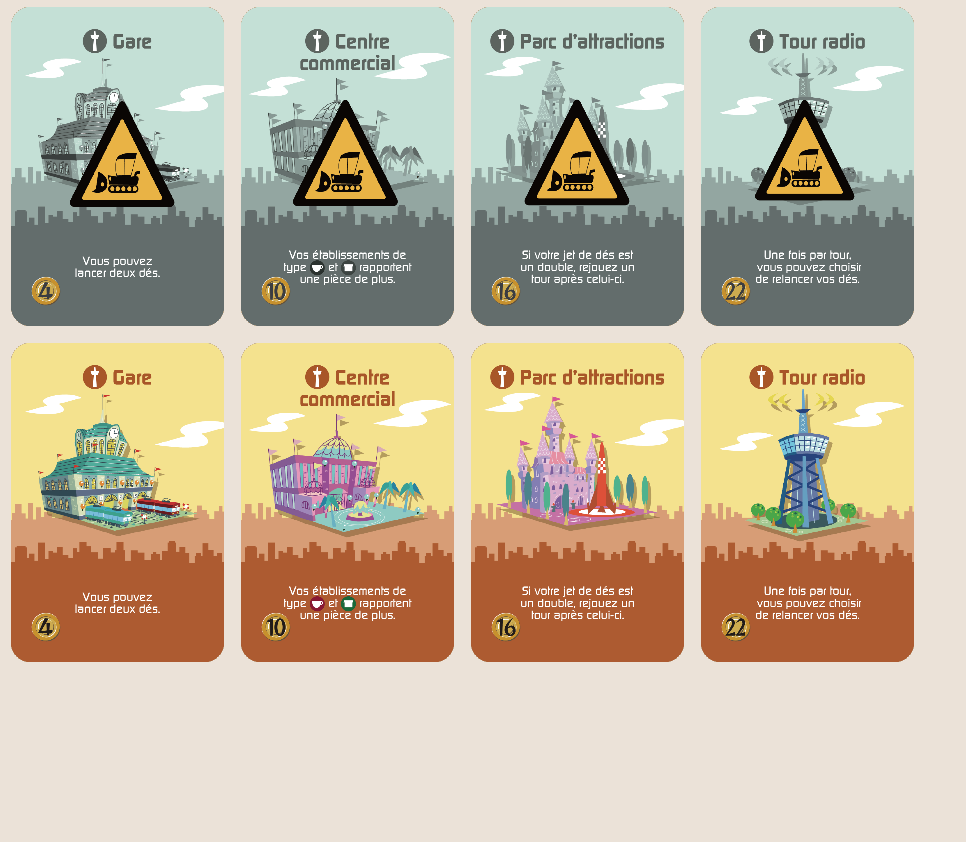 Gare
Vous pouvez
lancer deux dés.
4
Centre
commercial
Vos établissements de
type et rapportent
une pièce de plus.
10
Parc d'attractions
Si votre jet de dés est
un double, rejouez un
tour après celui-ci.
16
Tour radio
Une fois par tour,
vous pouvez choisir
de relancer vos dés.
22
Gare
Vous pouvez
lancer deux dés.
4
Centre
commercial
Vos établissements de
type et rapportent
une pièce de plus.
10
Parc d'attractions
Si votre jet de dés est
un double, rejouez un
tour après celui-ci.
16
Tour radio
Une fois par tour,
vous pouvez choisir
de relancer vos dés.
22